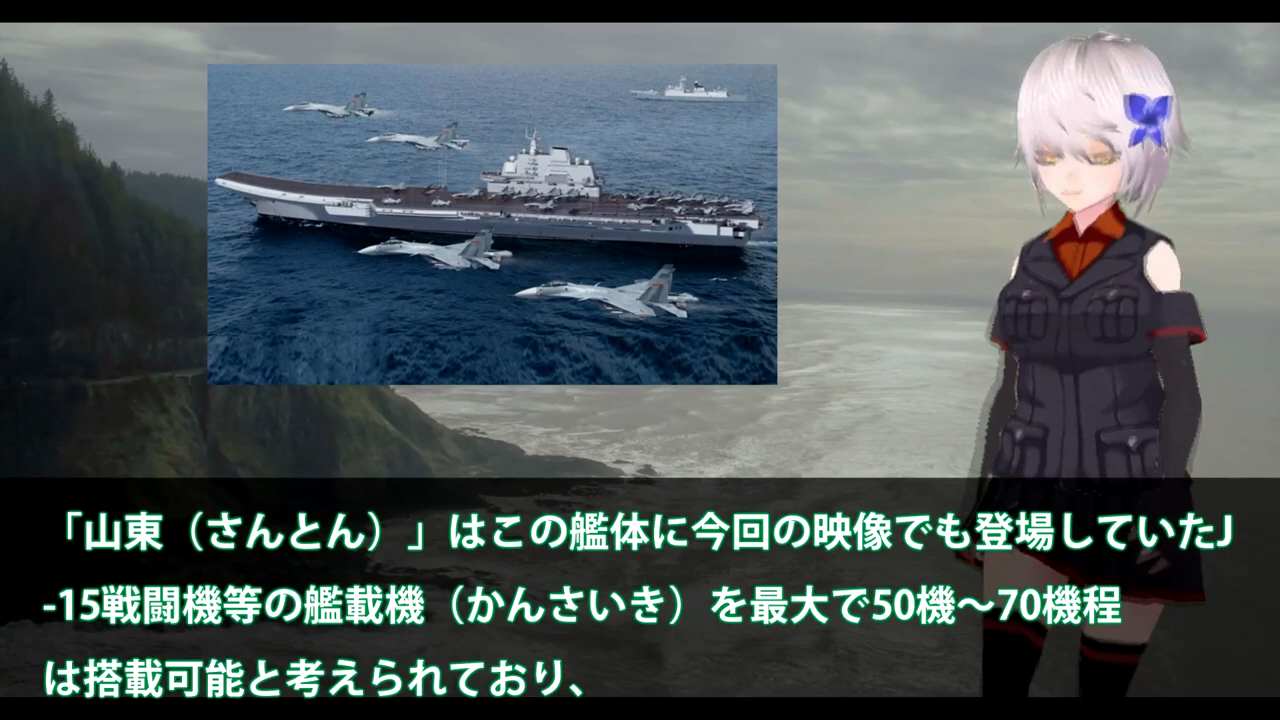 「山東（さんとん）」はこの艦体に今回の映像でも登場していたJ
-15戦闘機等の艦載機（かんさいき）を最大で50機～70機程
は搭載可能と考えられており、